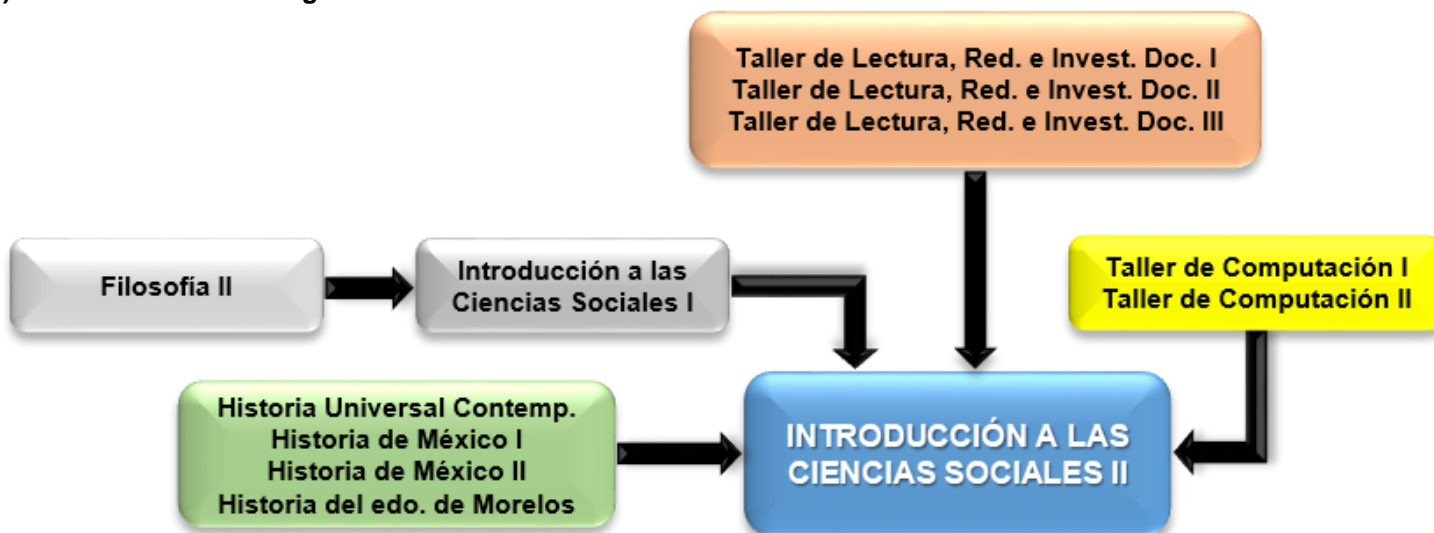 Taller de Lectura, Red. e Invest. Doc. I
Taller de Lectura, Red. e Invest. Doc. II
Taller de Lectura, Red. e Invest. Doc. III
Filosofía II
Introducción a las
Ciencias Sociales I
Taller de Computación I
Taller de Computación II
Historia Universal Contemp.
Historia de México I
Historia de México II
Historia del edo. de Morelos
INTRODUCCIÓN A LAS
CIENCIAS SOCIALES II